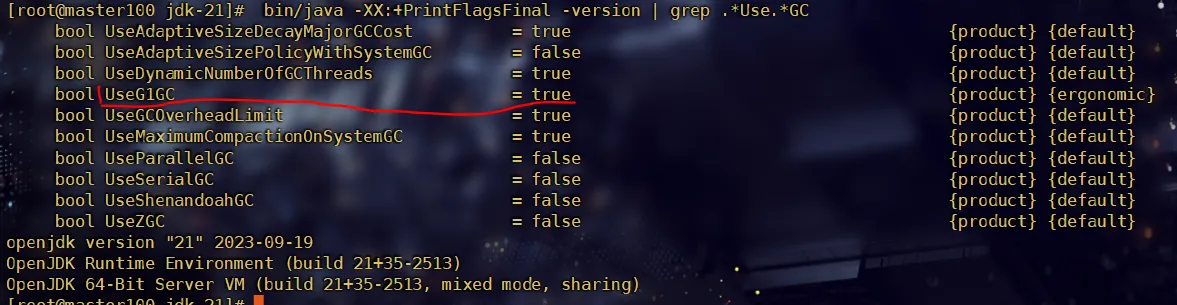 [root@master100 jdk-21]#  bin/java -XX:+PrintFlagsFinal -version | grep .*Use.*GC
bool UseAdaptiveSizeDecayMajorGCCost = true {product} {default}
bool UseAdaptiveSizePolicyWithSystemGC = false {product} {default}
bool UseDynamicNumberOfGCThreads = true {product} {default}
bool UseG1GC = true {product} {ergonomic}
bool UseGCOverheadLimit = true {product} {default}
bool UseMaximumCompactionOnSystemGC = true {product} {default}
bool UseParallelGC = false {product} {default}
bool UseSerialGC = false {product} {default}
bool UseShenandoahGC = false {product} {default}
bool UseZGC = false {product} {default}
openjdk version "21" 2023-09-19
OpenJDK Runtime Environment (build 21+35-2513)
OpenJDK 64-Bit Server VM (build 21+35-2513, mixed mode, sharing)
[root@master100 jdk-21]#